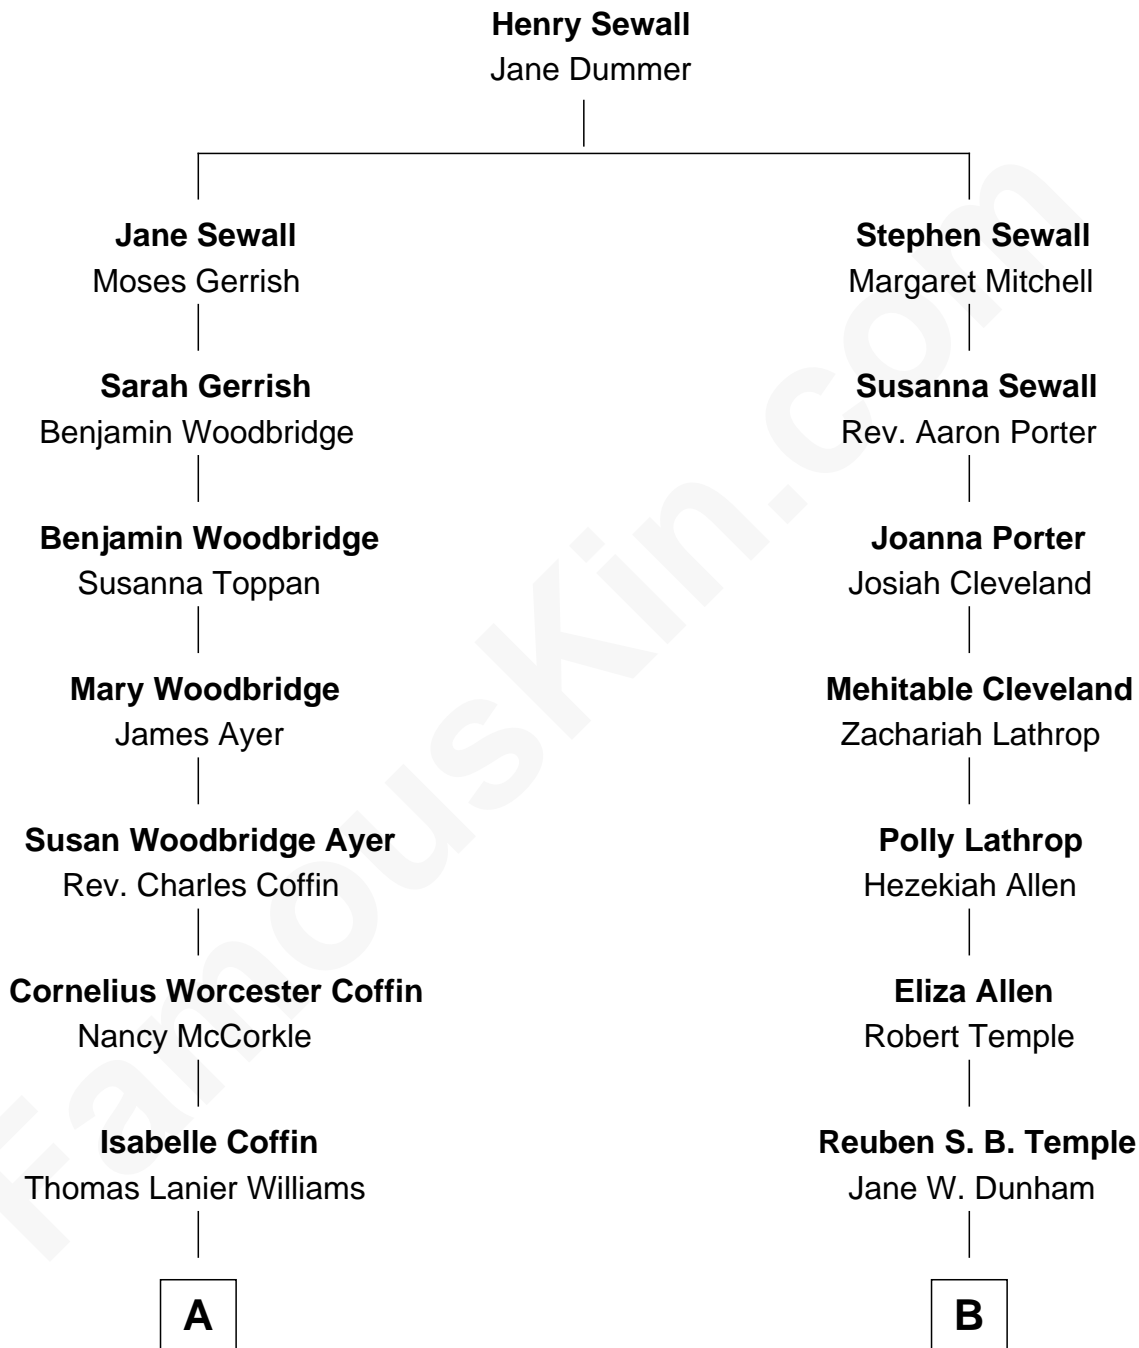 Henry Sewall
Jane Dummer
Jane Sewall
Moses Gerrish
Stephen Sewall
Margaret Mitchell
Sarah Gerrish
Benjamin Woodbridge
Susanna Sewall
Rev. Aaron Porter
Benjamin Woodbridge
Susanna Toppan
Joanna Porter
Josiah Cleveland
Mary Woodbridge
James Ayer
Mehitable Cleveland
Zachariah Lathrop
Susan Woodbridge Ayer
Rev. Charles Coffin
Polly Lathrop
Hezekiah Allen
Cornelius Worcester Coffin
Nancy McCorkle
Eliza Allen
Robert Temple
Isabelle Coffin
Thomas Lanier Williams
Reuben S. B. Temple
Jane W. Dunham
A
B
FamousKin.com